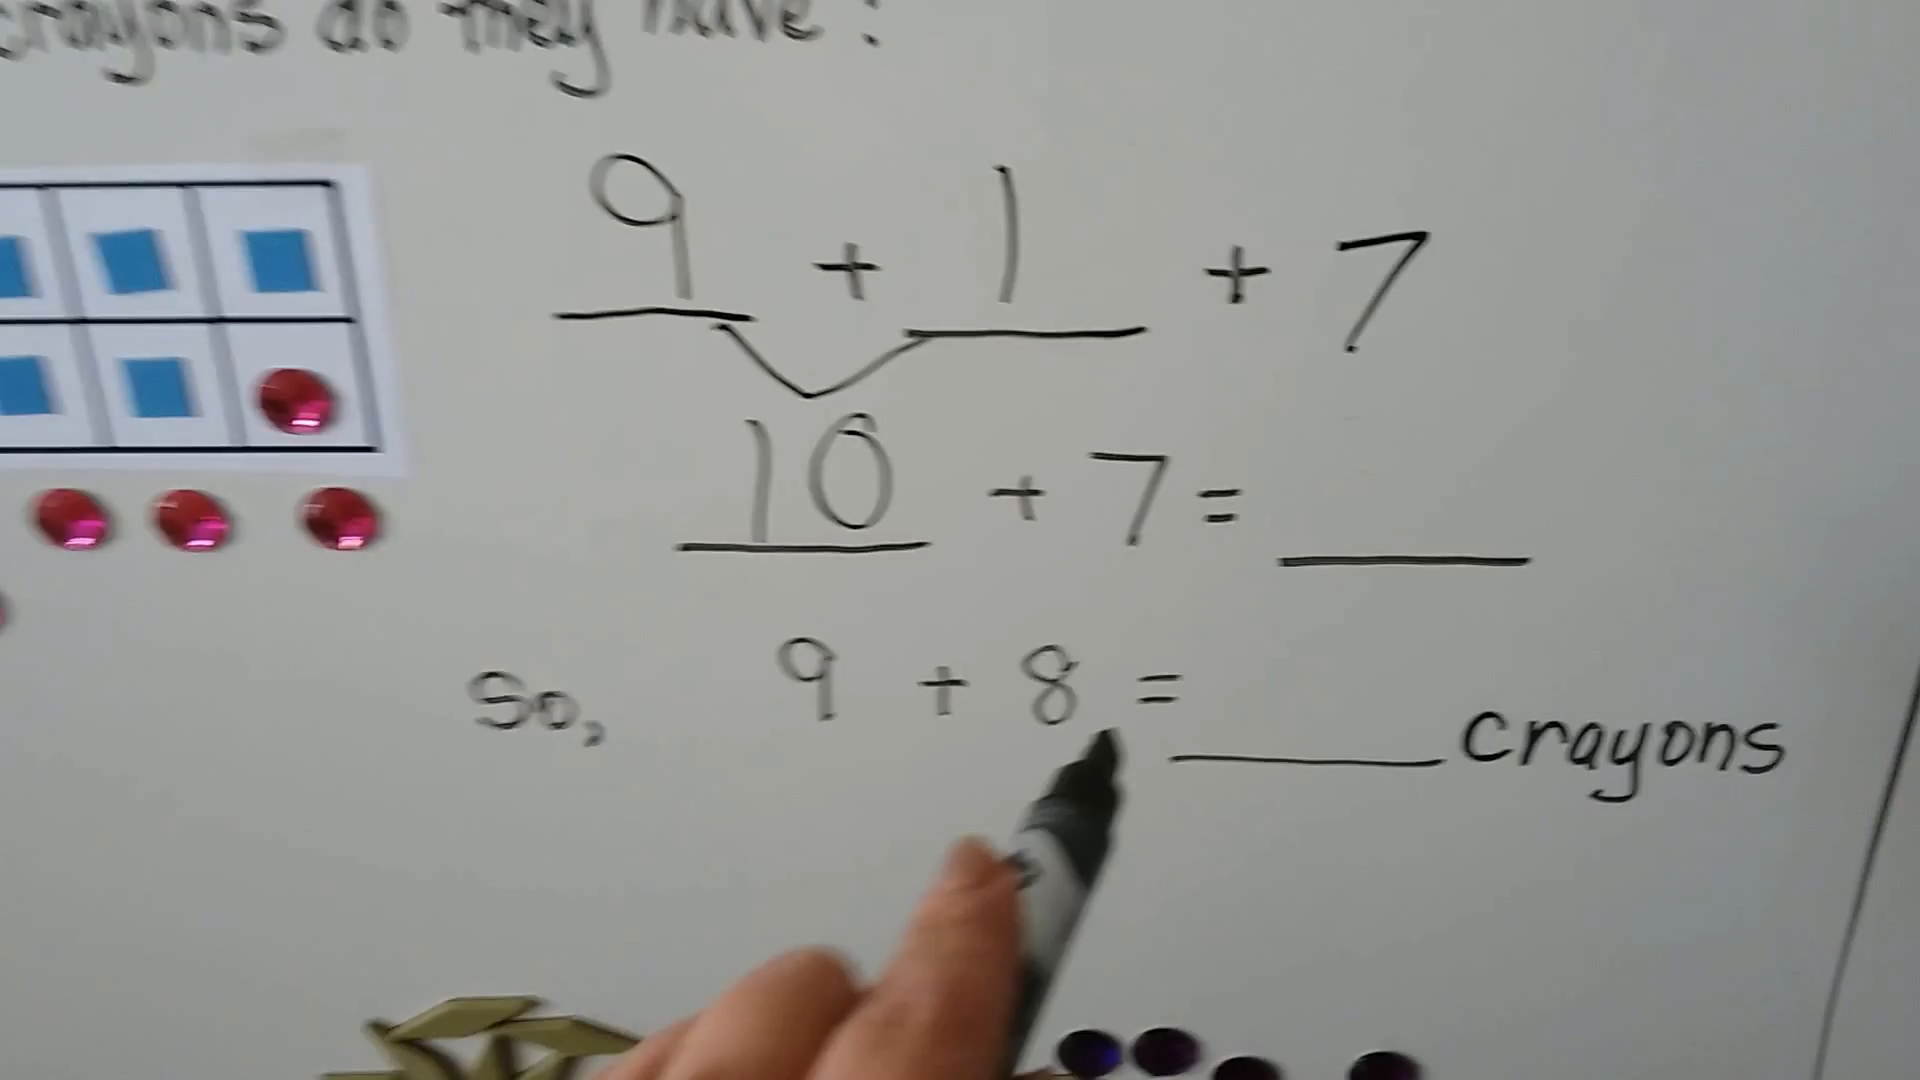 crayons do they have?
9 + 1 + 7
10 + 7 =
So, 9 + 8 =
crayons